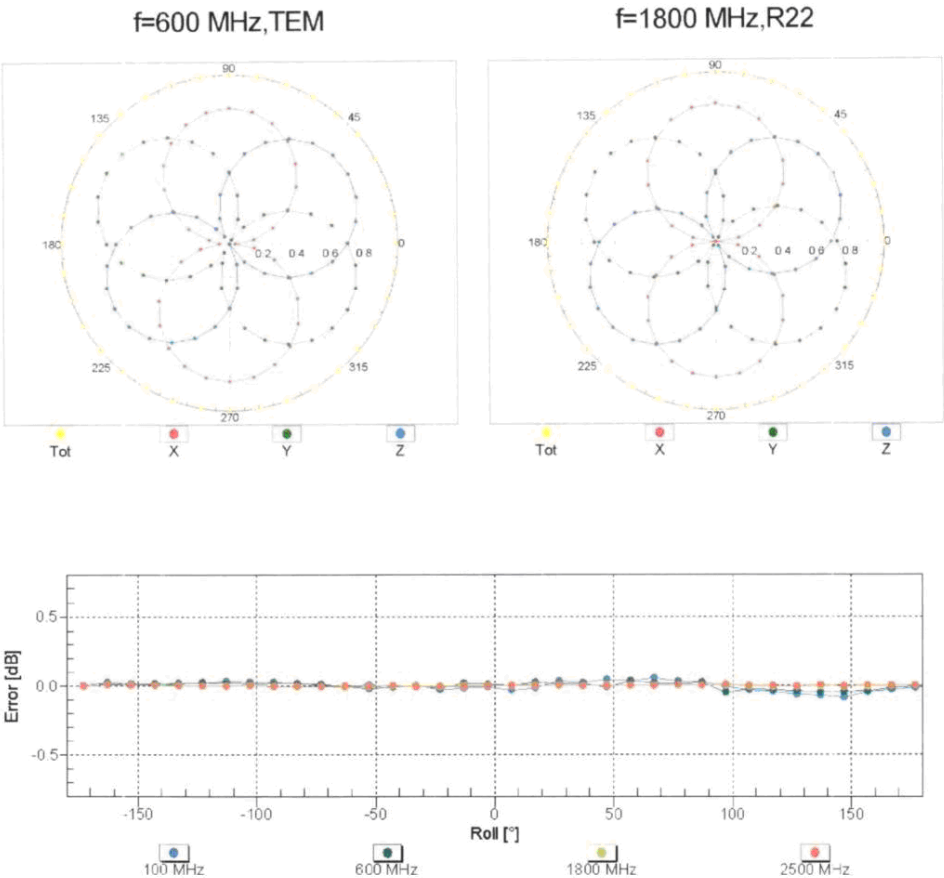 f=600 MHz,TEM
f=1800 MHz,R22
90
135
45
180
0
0.2 0.4 0.6 0.8
225
315
270
Tot X Y Z
90
135
45
180
0
0.2 0.4 0.6 0.8
225
315
270
Tot X Y Z
Error [dB]
0.5
0.0
-0.5
-150 -100 -50 0 50 100 150
Roll [°]
100 MHz 600 MHz 1800 MHz 2500 MHz